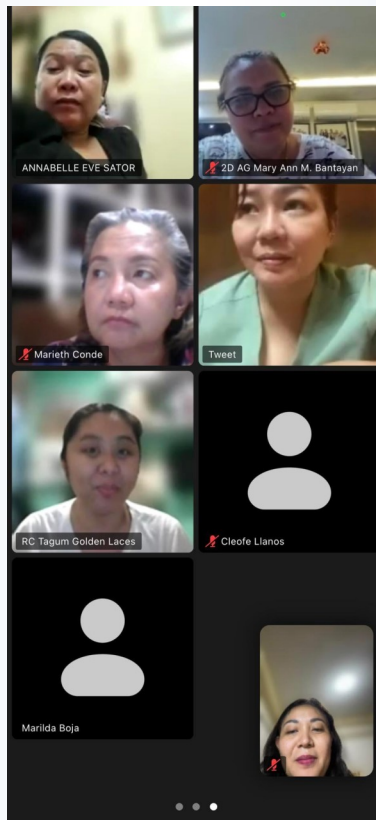 ANNABELLE EVE SATOR
2D AG Mary Ann M. Bantayan
Marieth Conde
Tweet
RC Tagum Golden Laces
Cleofe Llanos
Marilda Boja